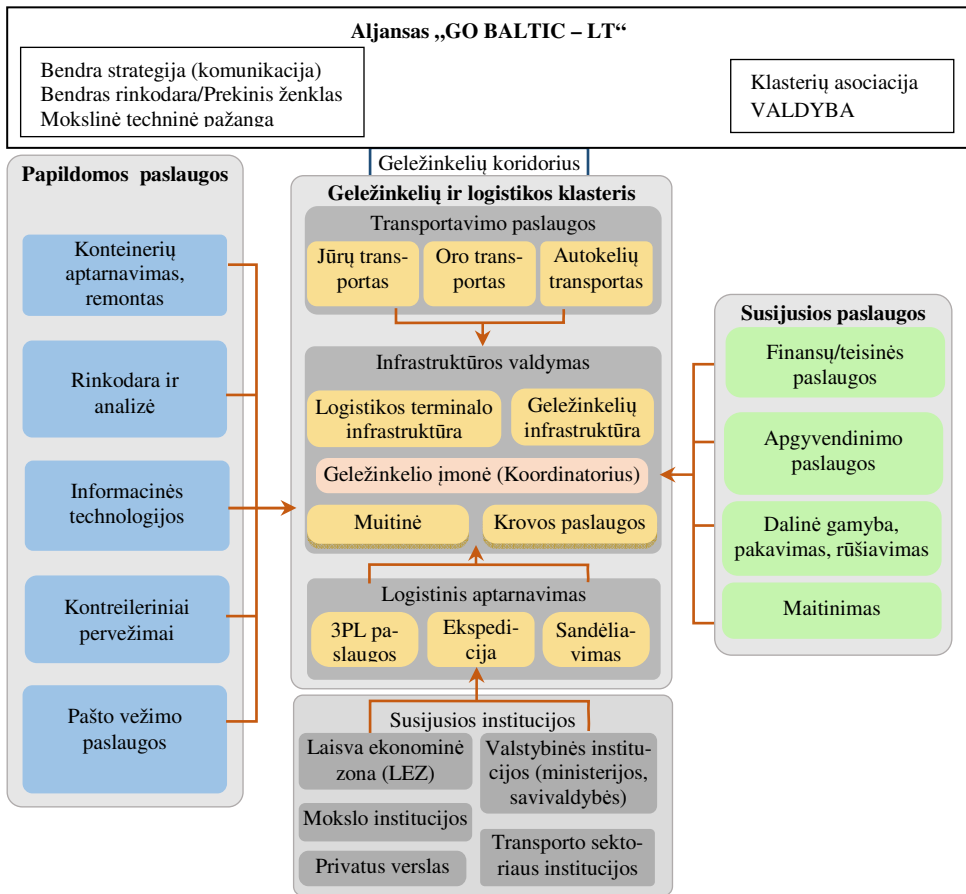 Aljansas „GO BALTIC – LT“
Bendra strategija (komunikacija)
Bendras rinkodara/Prekinis ženklas
Mokslinė techninė pažanga
Klasterių asociacija
VALDYBA
Geležinkelių koridorius
Papildomos paslaugos
Konteinerių
aptarnavimas,
remontas
Rinkodara ir
analizė
Informacinės
technologijos
Kontreileriniai
pervežimai
Pašto vežimo
paslaugos
Geležinkelių ir logistikos klasteris
Transportavimo paslaugos
Jūrų trans-
portas
Oro trans-
portas
Autokelių
transportas
Infrastruktūros valdymas
Logistikos terminalo
infrastruktūra
Geležinkelių
infrastruktūra
Geležinkelio įmonė (Koordinatorius)
Muitinė
Krovos paslaugos
Logistinis aptarnavimas
3PL pa-
slaugos
Ekspedi-
cija
Sandėlia-
vimas
Susijusios institucijos
Laisva ekonominė
zona (LEZ)
Valstybinės institu-
cijos (ministerijos,
savivaldybės)
Mokslo institucijos
Privatus verslas
Transporto sekto-
riaus institucijos
Susijusios paslaugos
Finansų/teisinės
paslaugos
Apgyvendinimo
paslaugos
Dalinė gamyba,
pakavimas, rūšiavimas
Maitinimas